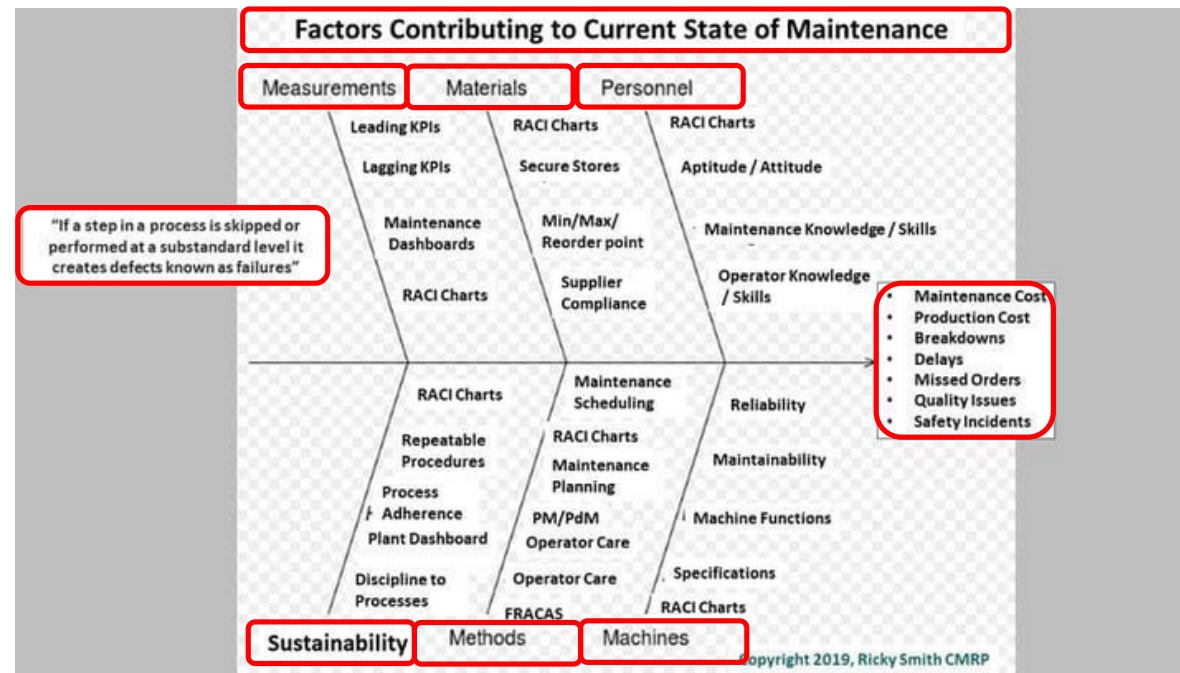 Factors Contributing to Current State of Maintenance
Measurements
Materials
Personnel
Leading KPIs
Lagging KPIs
Maintenance
Dashboards
RACI Charts
RACI Charts
Secure Stores
Min/Max/
Reorder point
Supplier
Compliance
RACI Charts
Aptitude / Attitude
Maintenance Knowledge / Skills
Operator Knowledge
/ Skills
"If a step in a process is skipped or
performed at a substandard level it
creates defects known as failures"
• Maintenance Cost
• Production Cost
• Breakdowns
• Delays
• Missed Orders
• Quality Issues
• Safety Incidents
RACI Charts
Repeatable
Procedures
Process
Adherence
Plant Dashboard
Discipline to
Processes
Maintenance
Scheduling
RACI Charts
Maintenance
Planning
PM/PdM
Operator Care
Operator Care
FRACAS
Reliability
Maintainability
Machine Functions
Specifications
RACI Charts
Sustainability
Methods
Machines
Copyright 2019, Ricky Smith CMRP